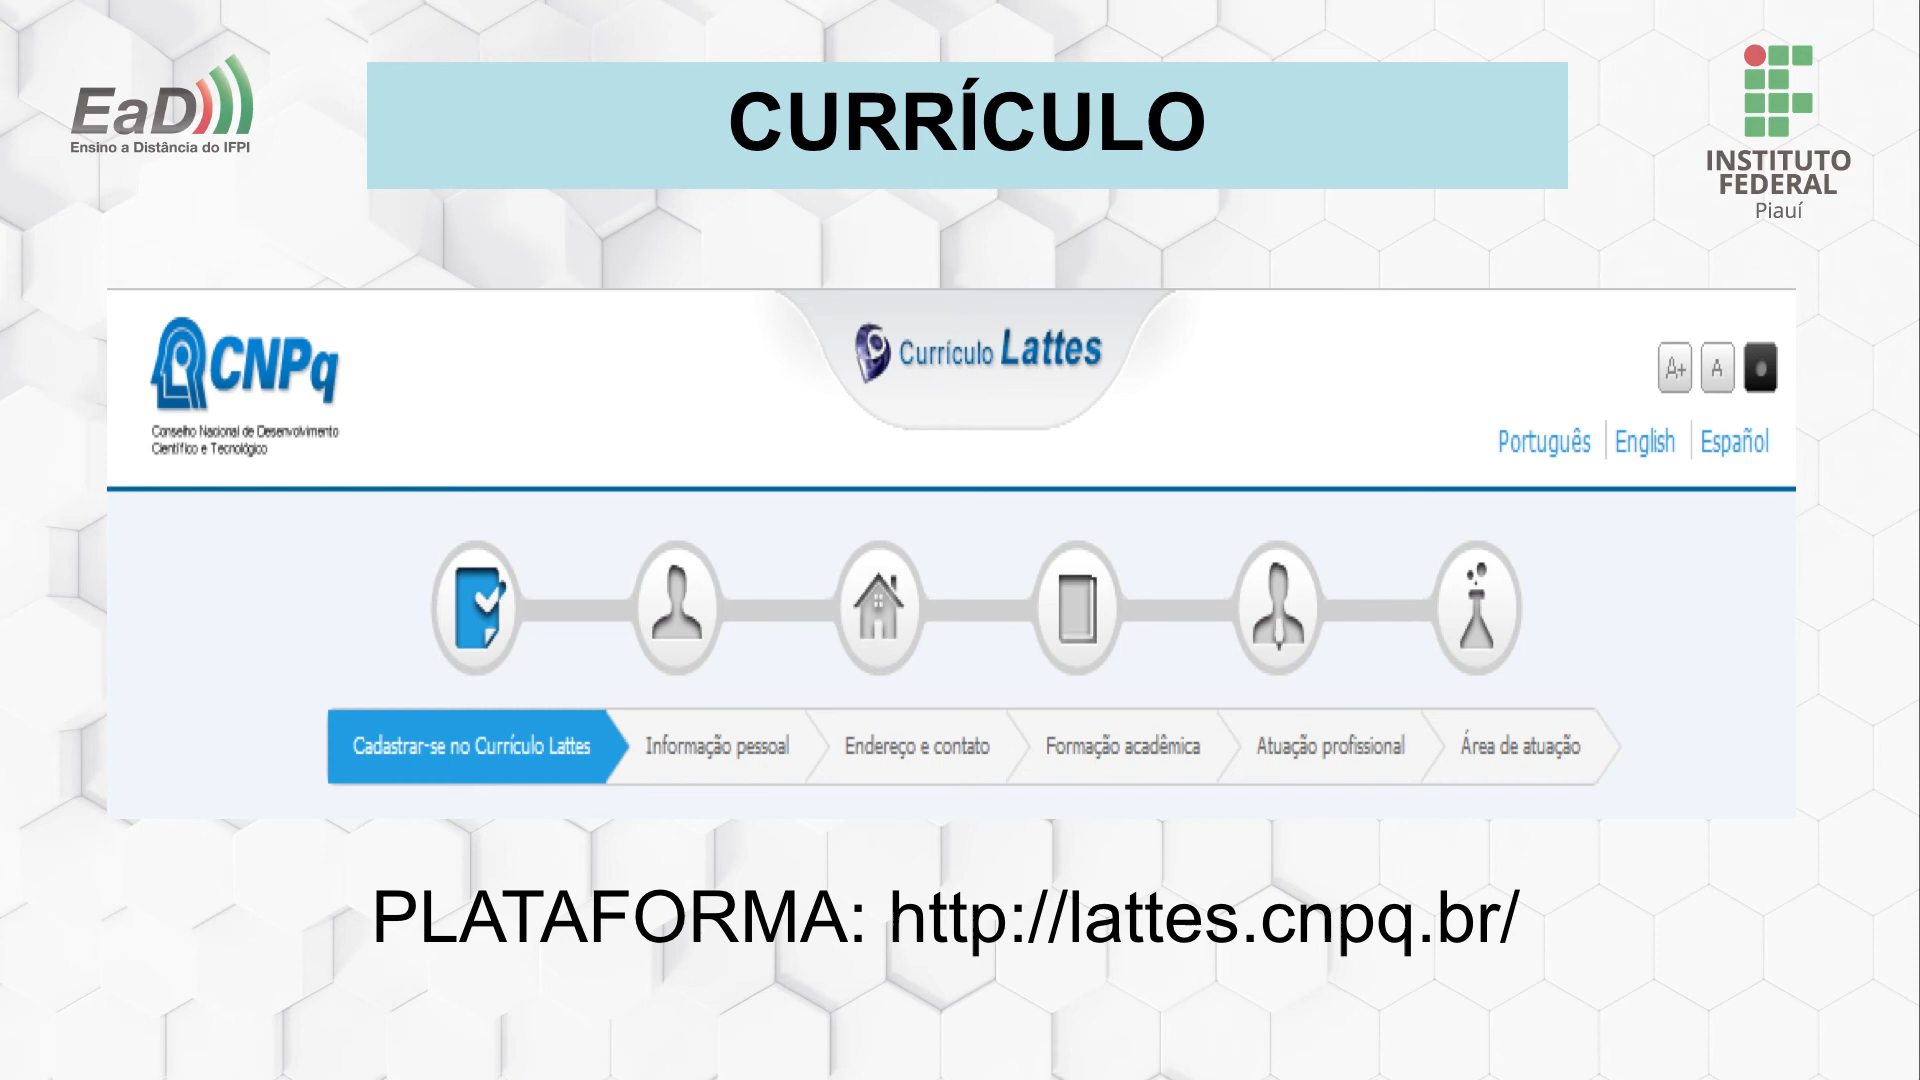 EaD
Ensino a Distância do IFPI
CURRÍCULO
INSTITUTO
FEDERAL
Piauí
CNPq
Conselho Nacional de Desenvolvimento
Científico e Tecnológico
Currículo Lattes
A+ A
Português English Español
Cadastrar-se no Currículo Lattes Informação pessoal Endereço e contato Formação acadêmica Atuação profissional Área de atuação
PLATAFORMA: http://lattes.cnpq.br/